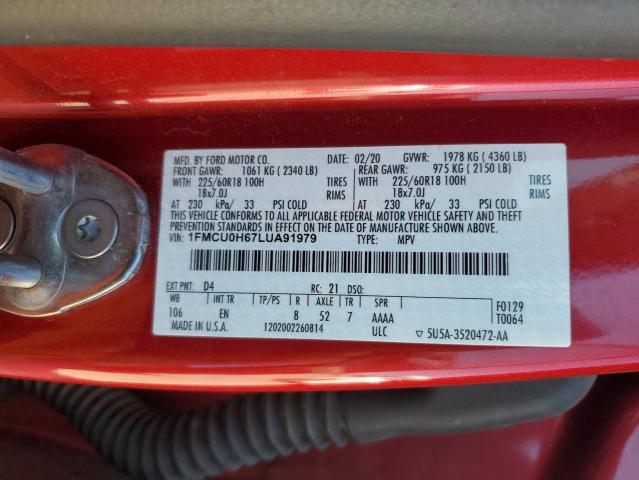 MFD. BY FORD MOTOR CO. 02/20 GVWR: 1978 KG ( 4360 LB)
FRONT GAWR: 1061 KG ( 2340 LB) REAR GAWR: 975 KG ( 2150 LB)
WITH 225/60R18 100H TIRES WITH 225/60R18 100H TIRES
18x7.0J RIMS 18x7.0J RIMS
AT 230 kPa/ 33 PSI COLD AT 230 kPa/ 33 PSI COLD
THIS VEHICLE CONFORMS TO ALL APPLICABLE FEDERAL MOTOR VEHICLE SAFETY AND THEFT
PREVENTION STANDARDS IN EFFECT ON THE DATE OF MANUFACTURE SHOWN ABOVE.
VIN: 1FMCU0H67LUA91979 TYPE: MPV
EXT PNT: D4 RC: 21 DSO:
WB INT TR TP/PS R AXLE TR SPR F0129
106 EN 8 52 7 AAAA T0064
MADE IN U.S.A. 1202002260814 ULC ▽ 5U5A-3520472-AA